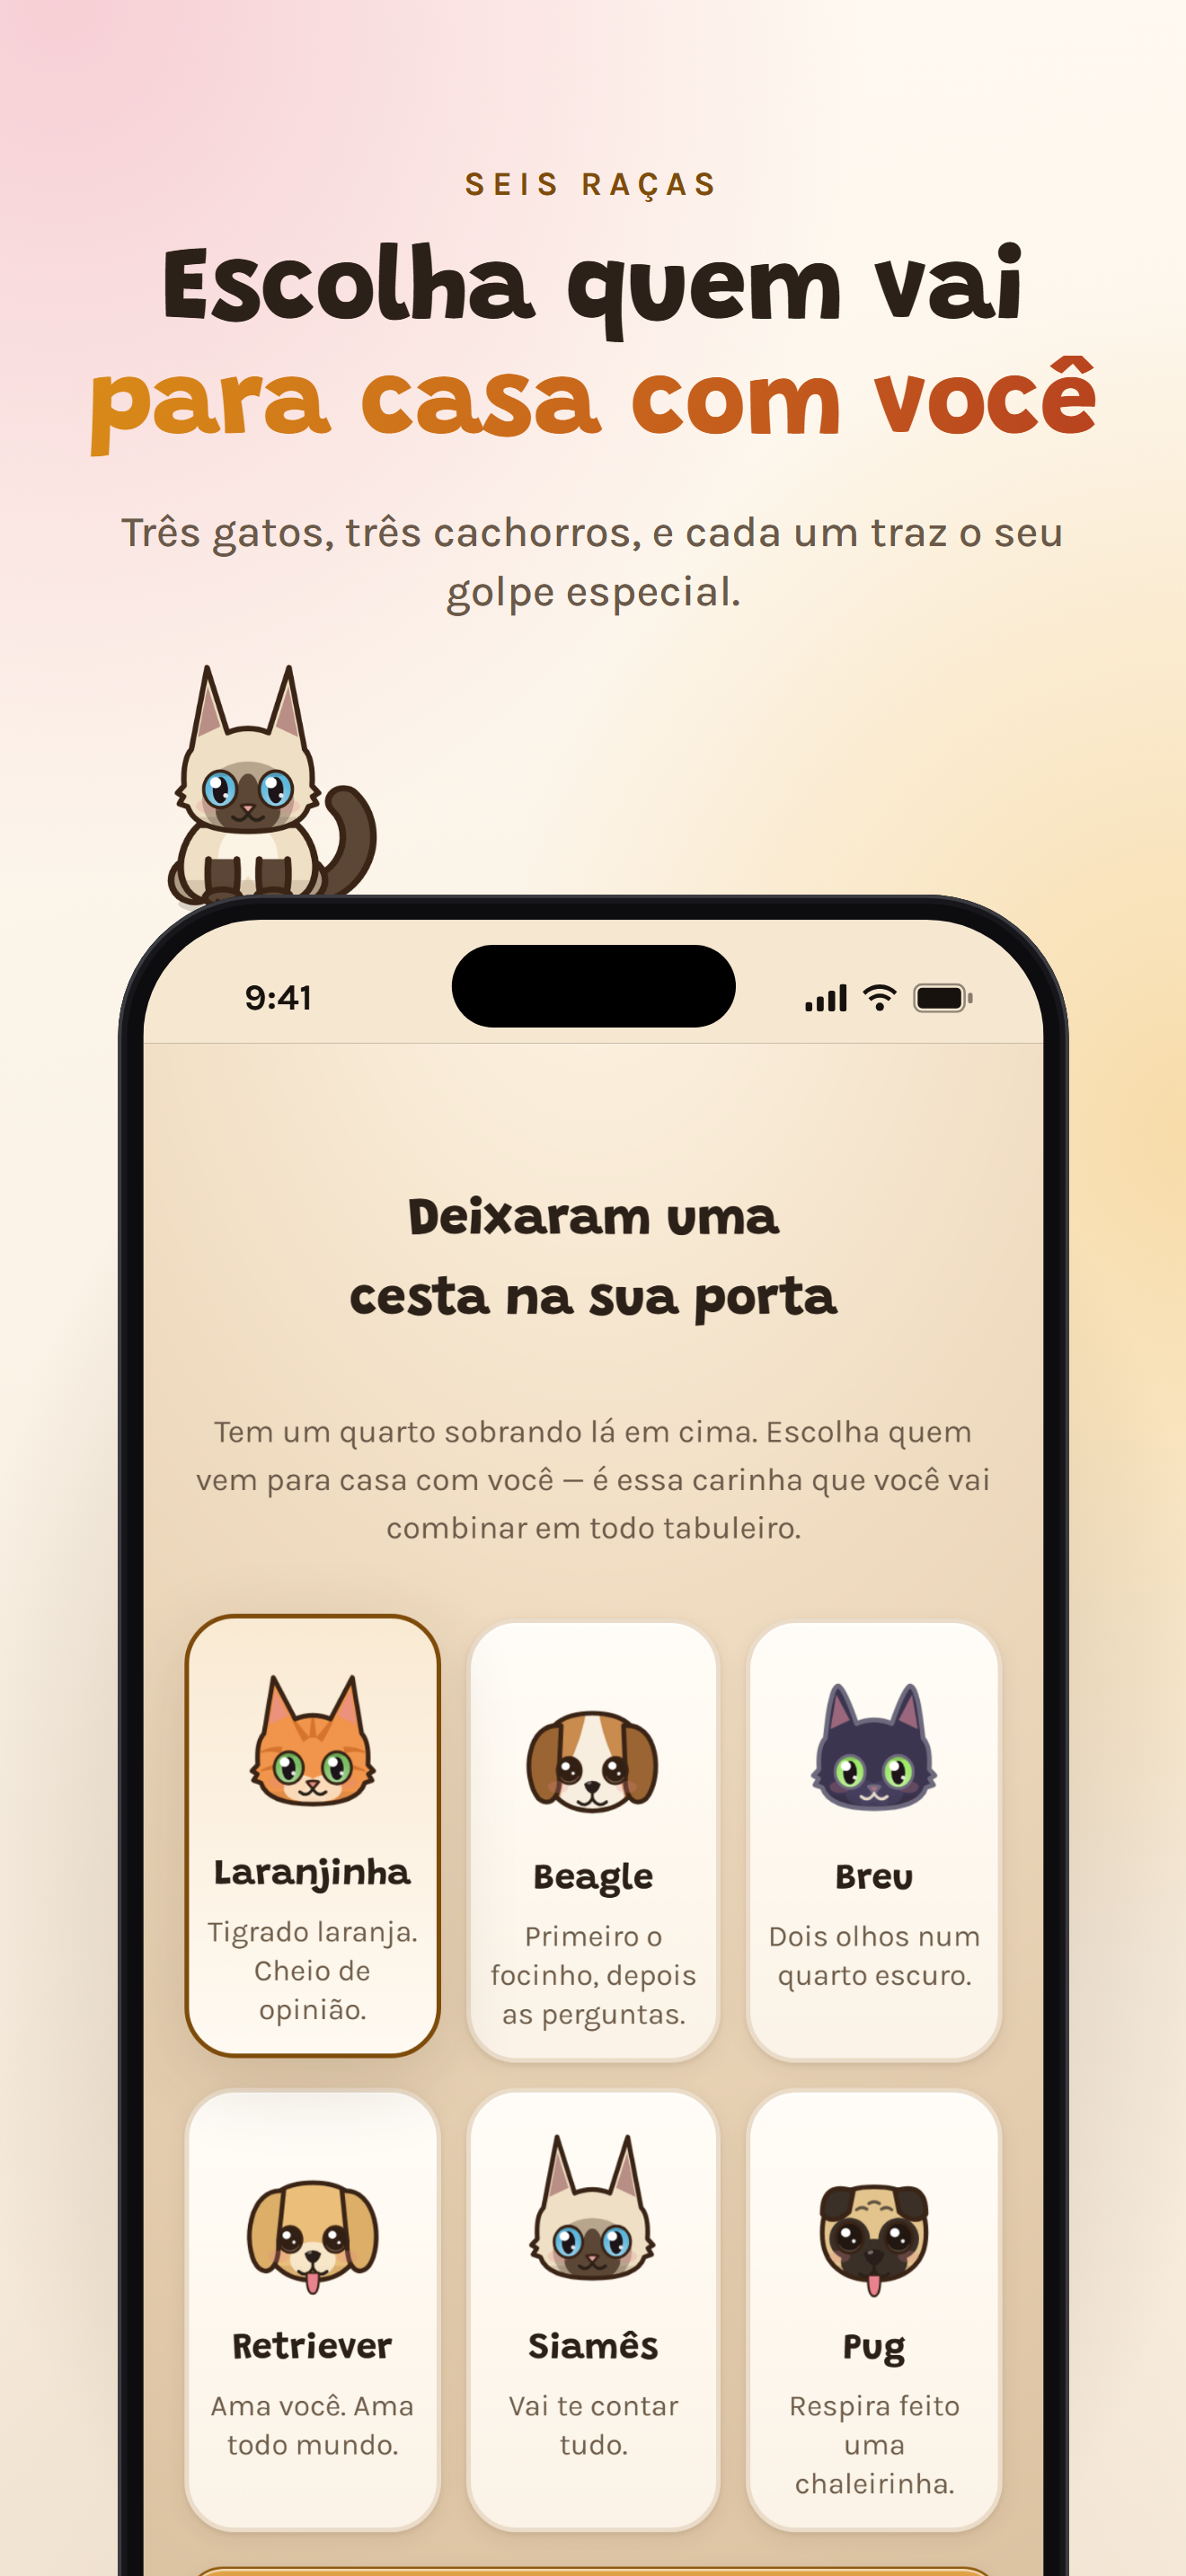 SEIS RAÇAS
Escolha quem vai
para casa com você
Três gatos, três cachorros, e cada um traz o seu
golpe especial.
9:41
Deixaram uma
cesta na sua porta
Tem um quarto sobrando lá em cima. Escolha quem
vem para casa com você — é essa carinha que você vai
combinar em todo tabuleiro.
Laranjinha
Tigrado laranja.
Cheio de
opinião.
Beagle
Primeiro o
focinho, depois
as perguntas.
Breu
Dois olhos num
quarto escuro.
Retriever
Ama você. Ama
todo mundo.
Siamês
Vai te contar
tudo.
Pug
Respira feito
uma
chaleirinha.